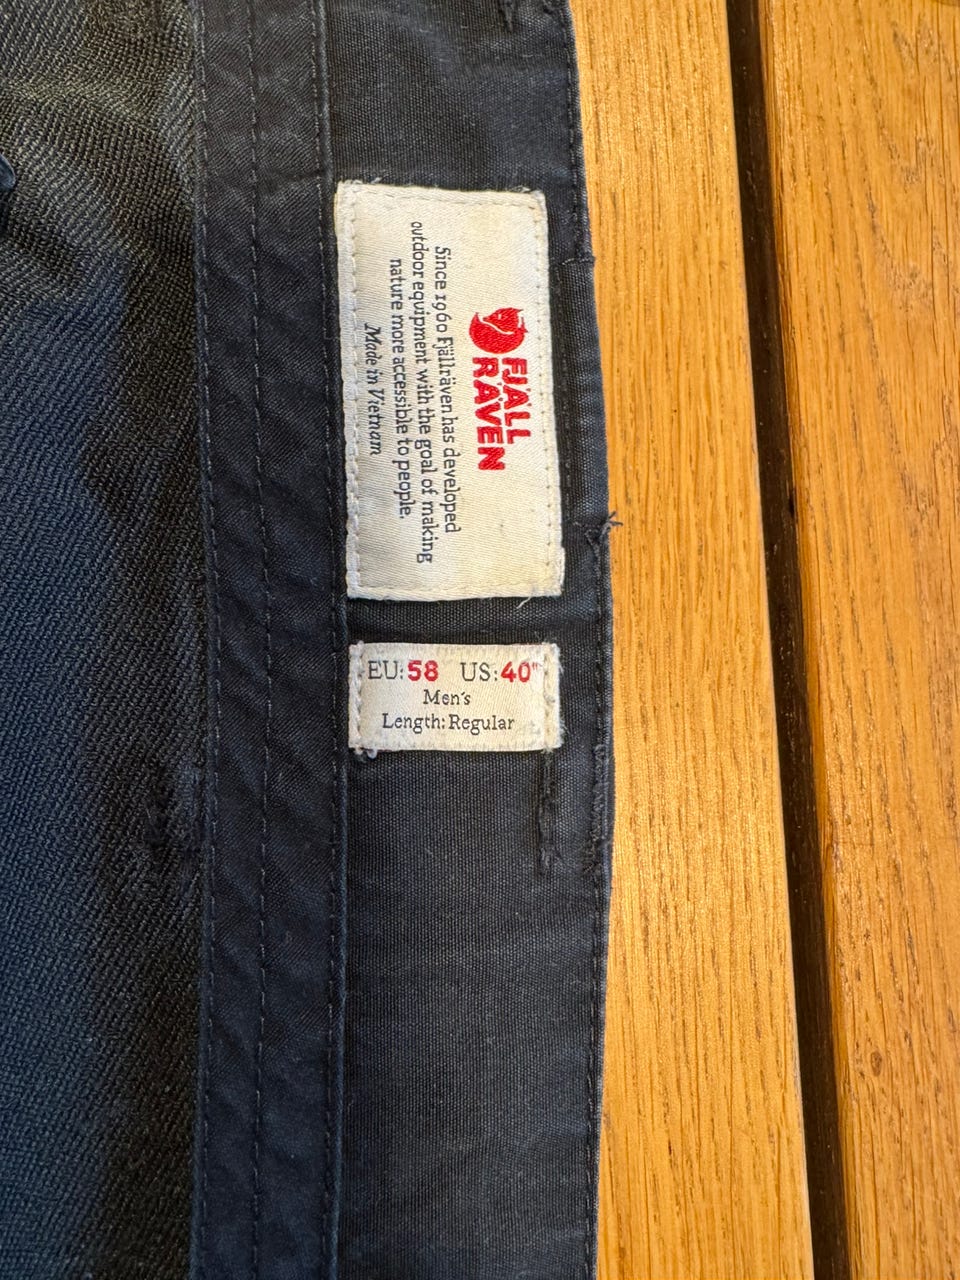 FJÄLL
RÄVEN
Since 1960 Fjällräven has developed
outdoor equipment with the goal of making
nature more accessible to people.
Made in Vietnam
EU:58 US:40"
Men's
Length: Regular